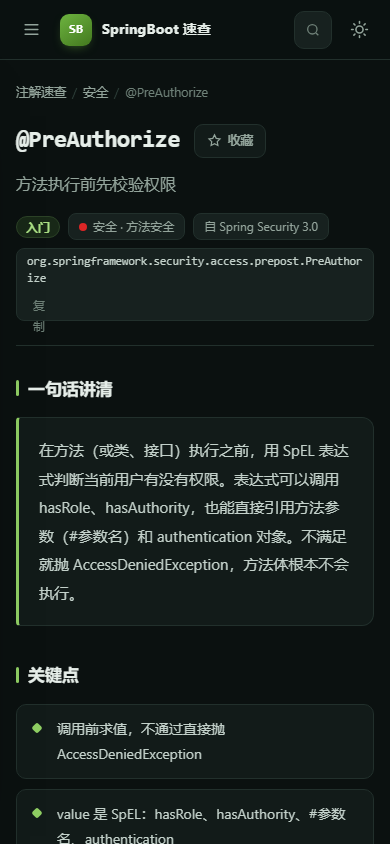 SB SpringBoot 速查
注解速查 / 安全 / @PreAuthorize
@PreAuthorize 收藏
方法执行前先校验权限
入门 安全 · 方法安全 自 Spring Security 3.0
org.springframework.security.access.prepost.PreAuthor
ize
复
制
一句话讲清
在方法（或类、接口）执行之前，用 SpEL 表达
式判断当前用户有没有权限。表达式可以调用
hasRole、hasAuthority，也能直接引用方法参
数（#参数名）和 authentication 对象。不满足
就抛 AccessDeniedException，方法体根本不会
执行。
关键点
调用前求值，不通过直接抛
AccessDeniedException
value 是 SpEL：hasRole、hasAuthority、#参数
名、authentication